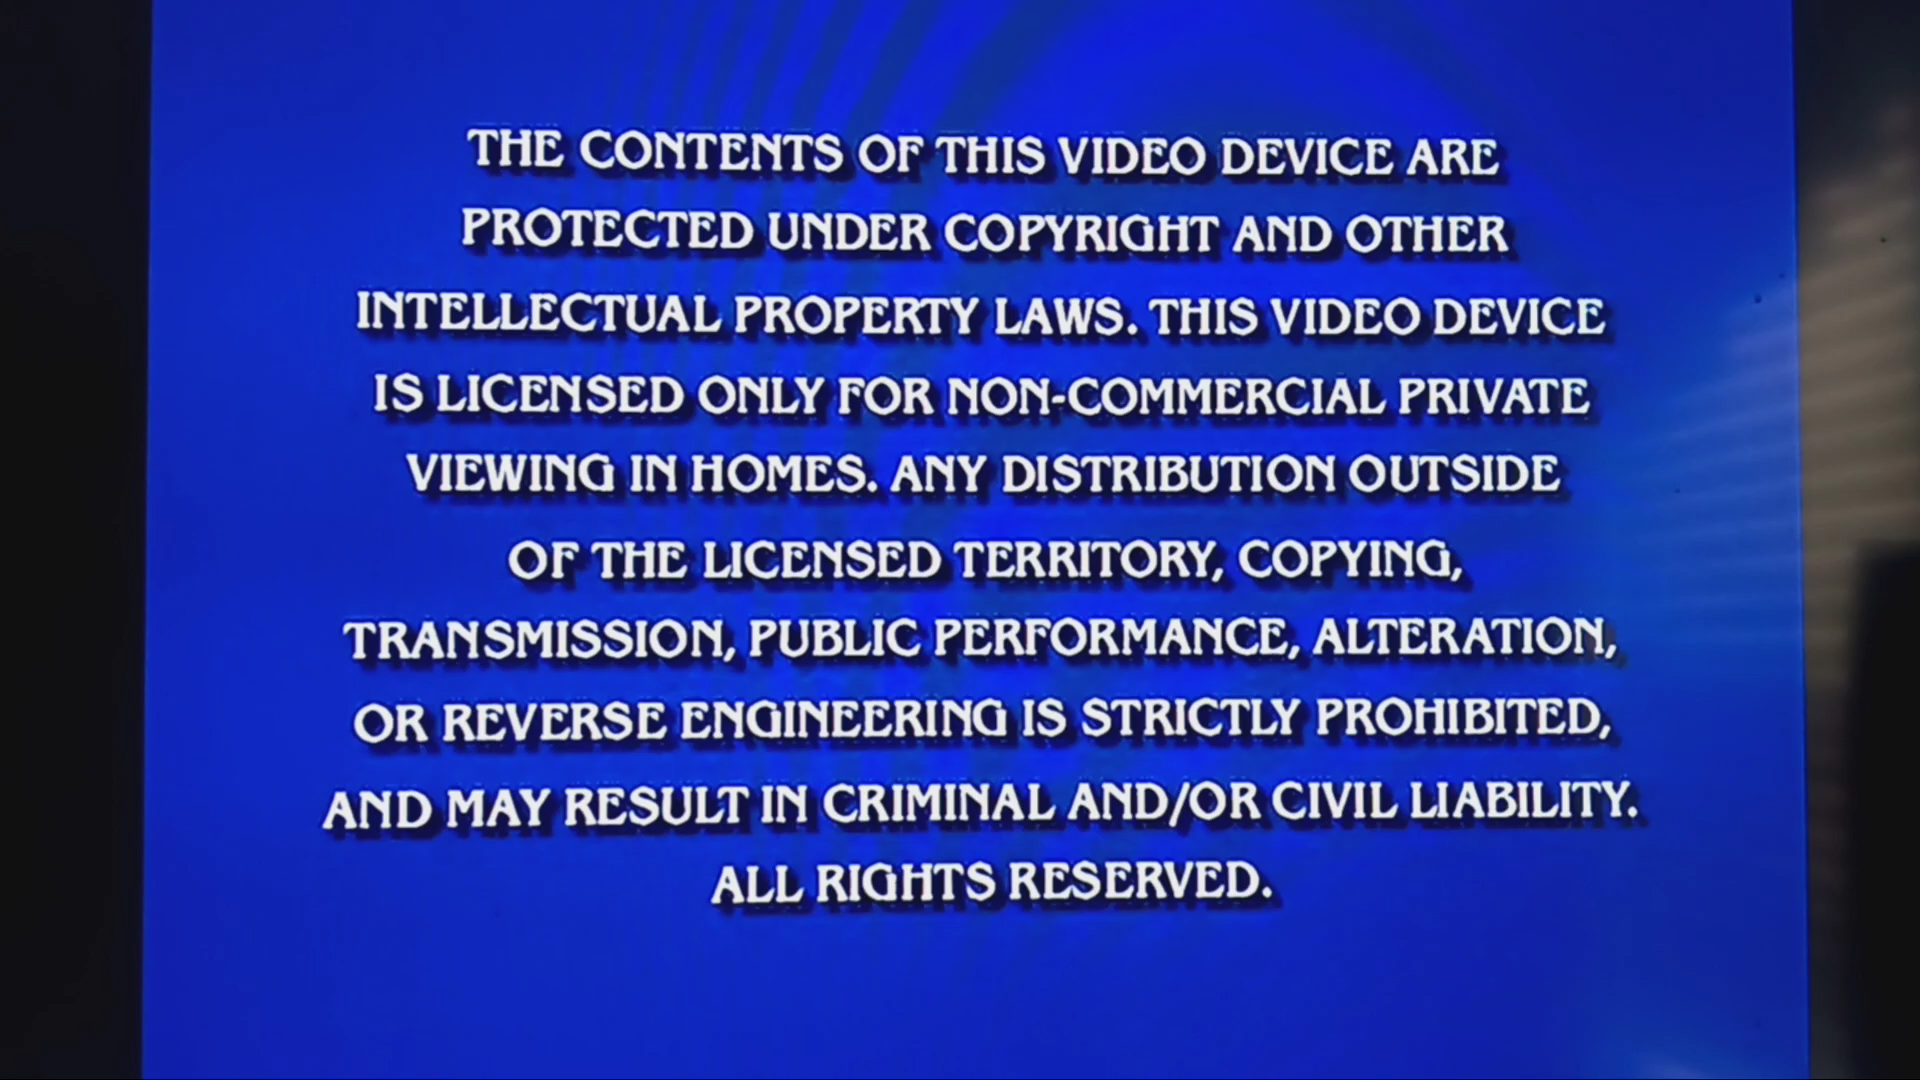 THE CONTENTS OF THIS VIDEO DEVICE ARE
PROTECTED UNDER COPYRIGHT AND OTHER
INTELLECTUAL PROPERTY LAWS. THIS VIDEO DEVICE
IS LICENSED ONLY FOR NON-COMMERCIAL PRIVATE
VIEWING IN HOMES. ANY DISTRIBUTION OUTSIDE
OF THE LICENSED TERRITORY, COPYING,
TRANSMISSION, PUBLIC PERFORMANCE, ALTERATION,
OR REVERSE ENGINEERING IS STRICTLY PROHIBITED,
AND MAY RESULT IN CRIMINAL AND/OR CIVIL LIABILITY.
ALL RIGHTS RESERVED.